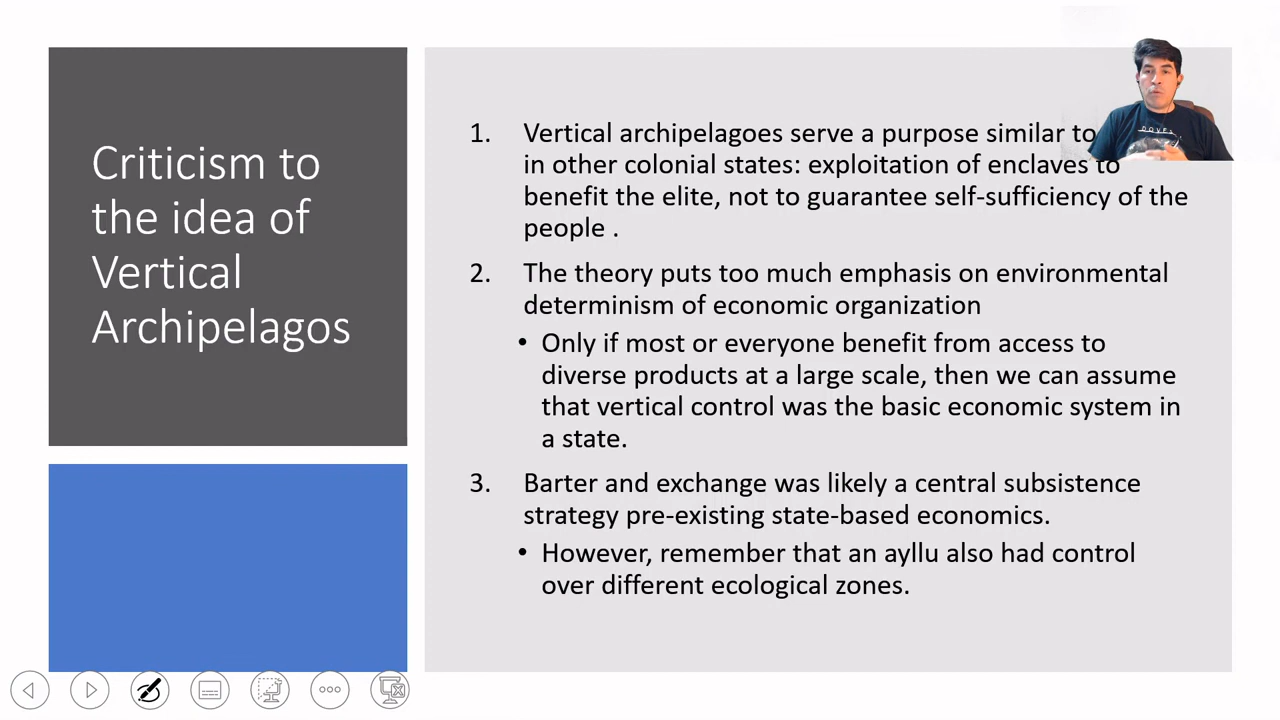 Criticism to
the idea of
Vertical
Archipelagos
1. Vertical archipelagoes serve a purpose similar to
in other colonial states: exploitation of enclaves to
benefit the elite, not to guarantee self-sufficiency of the
people .
2. The theory puts too much emphasis on environmental
determinism of economic organization
• Only if most or everyone benefit from access to
diverse products at a large scale, then we can assume
that vertical control was the basic economic system in
a state.
3. Barter and exchange was likely a central subsistence
strategy pre-existing state-based economics.
• However, remember that an ayllu also had control
over different ecological zones.